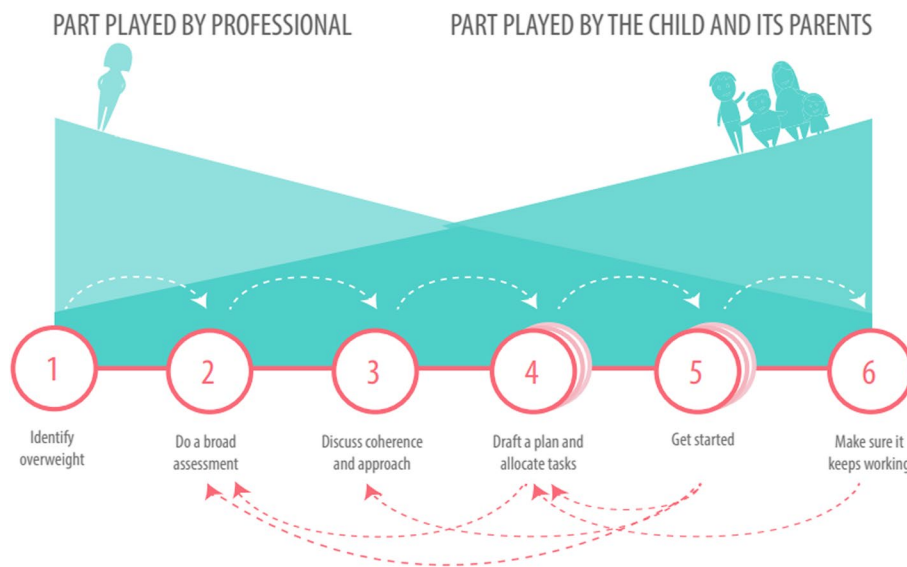 PART PLAYED BY PROFESSIONAL
PART PLAYED BY THE CHILD AND ITS PARENTS
1
2
3
4
5
6
Identify
overweight
Do a broad
assessment
Discuss coherence
and approach
Draft a plan and
allocate tasks
Get started
Make sure it
keeps working